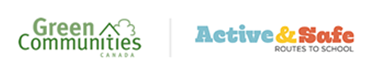 Green
Communities
CANADA
Active&Safe
ROUTES TO SCHOOL